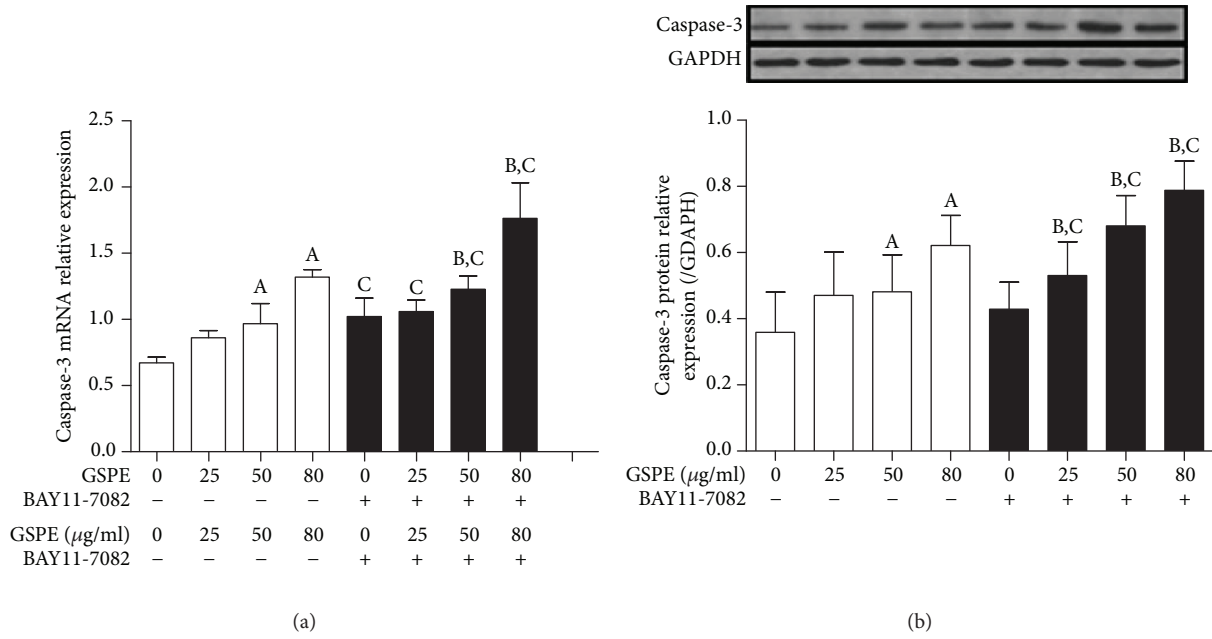 Caspase-3
GAPDH
Caspase-3 mRNA relative expression
2.5
2.0
1.5
1.0
0.5
0.0
A
A
C
C
B,C
B,C
GSPE 0 25 50 80 0 25 50 80
BAY11-7082 − − − − + + + +
GSPE (μg/ml) 0 25 50 80 0 25 50 80
BAY11-7082 − − − − + + + +
(a)
Caspase-3 protein relative
expression (/GDAPH)
1.0
0.8
0.6
0.4
0.2
0.0
A
A
B,C
B,C
B,C
GSPE (μg/ml) 0 25 50 80 0 25 50 80
BAY11-7082 − − − − + + + +
(b)